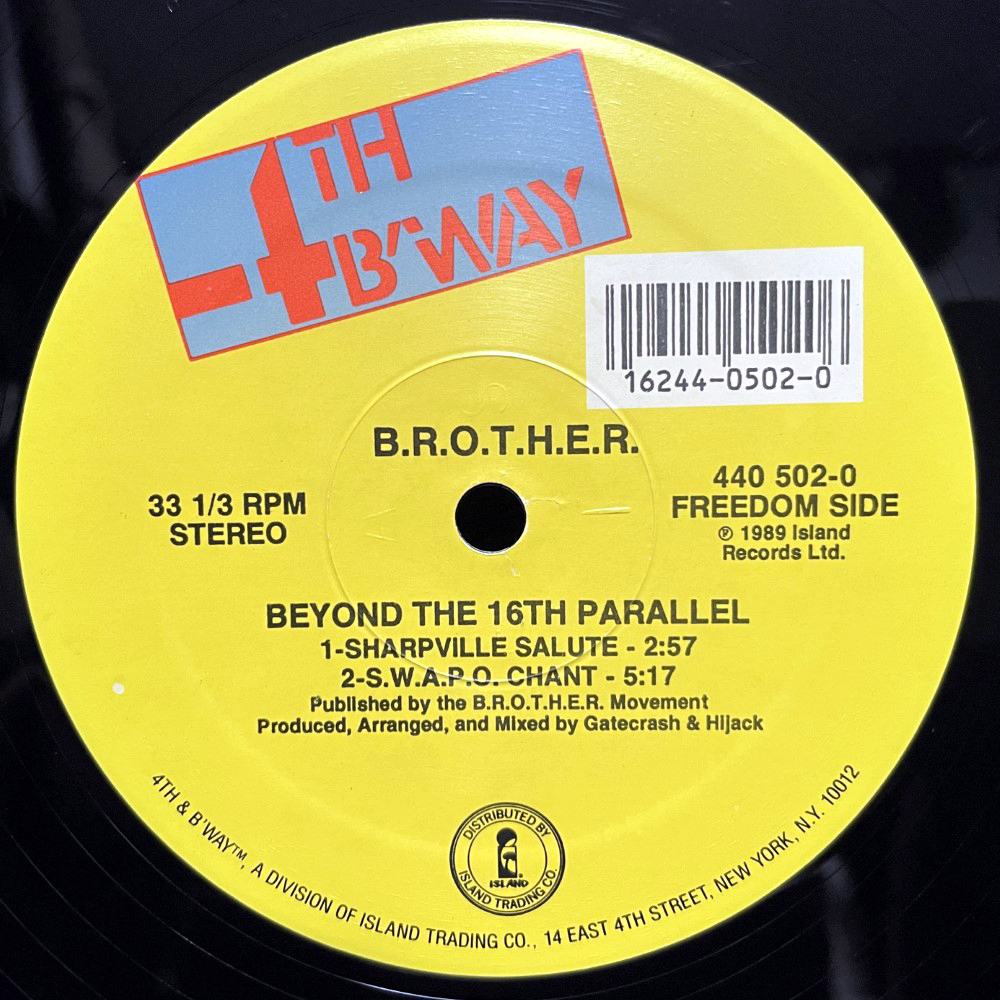 4TH
B'WAY
16244-0502-0
B.R.O.T.H.E.R.
33 1/3 RPM
STEREO
440 502-0
FREEDOM SIDE
℗ 1989 Island
Records Ltd.
BEYOND THE 16TH PARALLEL
1-SHARPVILLE SALUTE - 2:57
2-S.W.A.P.O. CHANT - 5:17
Published by the B.R.O.T.H.E.R. Movement
Produced, Arranged, and Mixed by Gatecrash & Hijack
DISTRIBUTED BY
ISLAND
ISLAND TRADING CO.
4TH & B'WAY™, A DIVISION OF ISLAND TRADING CO., 14 EAST 4TH STREET, NEW YORK, N.Y. 10012